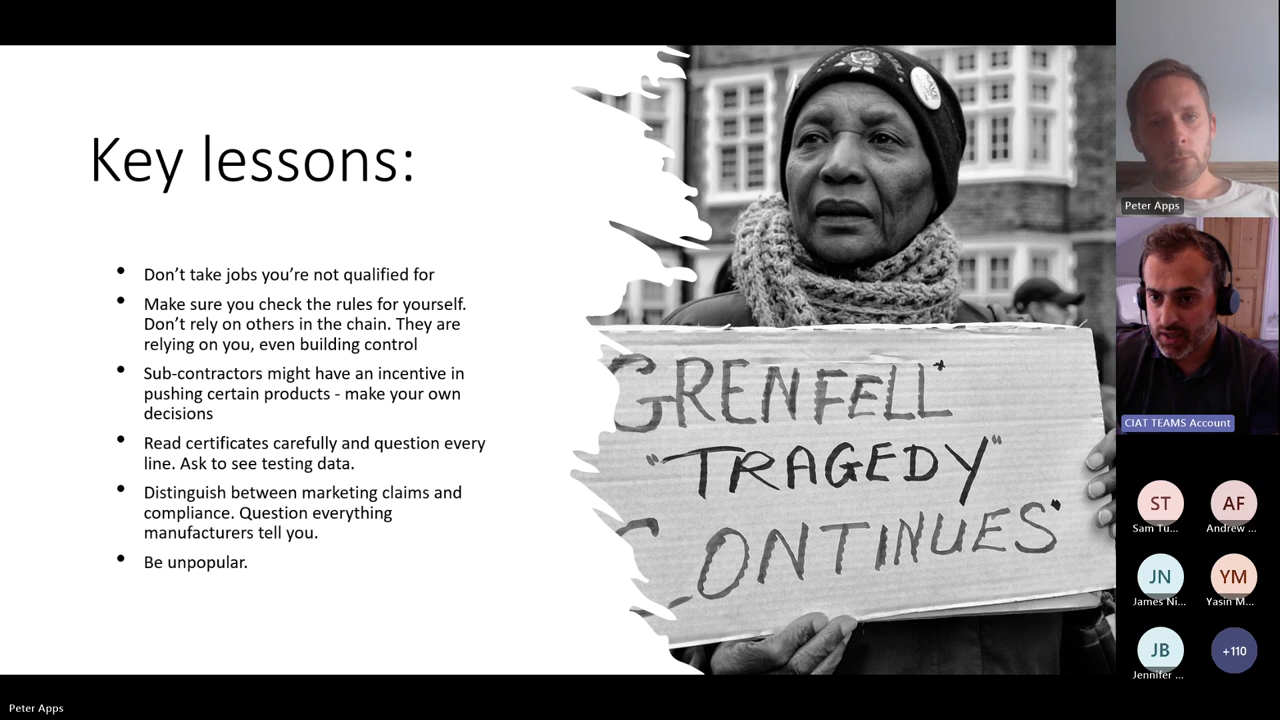 Key lessons:
• Don’t take jobs you’re not qualified for
• Make sure you check the rules for yourself.
Don’t rely on others in the chain. They are
relying on you, even building control
• Sub-contractors might have an incentive in
pushing certain products - make your own
decisions
• Read certificates carefully and question every
line. Ask to see testing data.
• Distinguish between marketing claims and
compliance. Question everything
manufacturers tell you.
• Be unpopular.
GRENFELL
"TRAGEDY"
CONTINUES
Peter Apps
CIAT TEAMS Account
ST
AF
Sam Tu...
Andrew ...
JN
YM
James Ni...
Yasin M...
JB
+110
Jennifer ...
Peter Apps